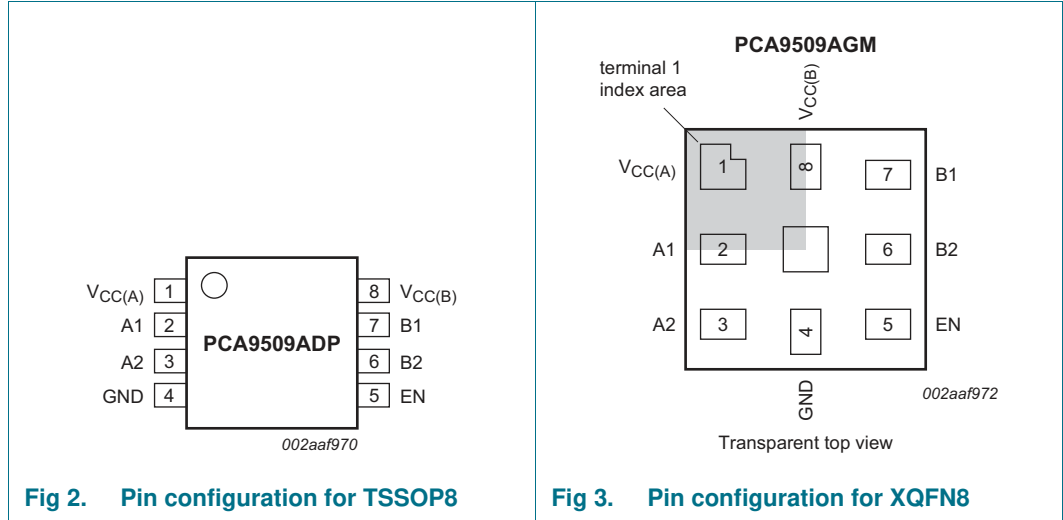 VCC(A) 1
A1 2
A2 3
GND 4
PCA9509ADP
8 VCC(B)
7 B1
6 B2
5 EN
002aaf970
Fig 2. Pin configuration for TSSOP8
PCA9509AGM
terminal 1
index area
VCC(B)
VCC(A) 1 8 7 B1
A1 2 6 B2
A2 3 4 5 EN
GND
002aaf972
Transparent top view
Fig 3. Pin configuration for XQFN8